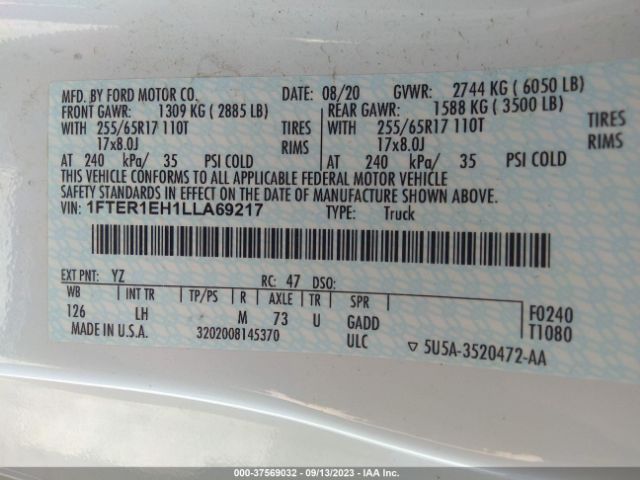 MFD. BY FORD MOTOR CO. DATE: 08/20 GVWR: 2744 KG ( 6050 LB)
FRONT GAWR: 1309 KG ( 2885 LB) REAR GAWR: 1588 KG ( 3500 LB)
WITH 255/65R17 110T TIRES WITH 255/65R17 110T TIRES
17x8.0J RIMS 17x8.0J RIMS
AT 240 kPa/ 35 PSI COLD AT 240 kPa/ 35 PSI COLD
THIS VEHICLE CONFORMS TO ALL APPLICABLE FEDERAL MOTOR VEHICLE
SAFETY STANDARDS IN EFFECT ON THE DATE OF MANUFACTURE SHOWN ABOVE.
VIN: 1FTER1EH1LLA69217 TYPE: Truck
EXT PNT: YZ RC: 47 DSO:
WB INT TR TP/PS R AXLE TR SPR F0240
126 LH M 73 U GADD T1080
MADE IN U.S.A. 3202008145370 ULC ▽ 5U5A-3520472-AA
000-37569032 - 09/13/2023 - IAA Inc.